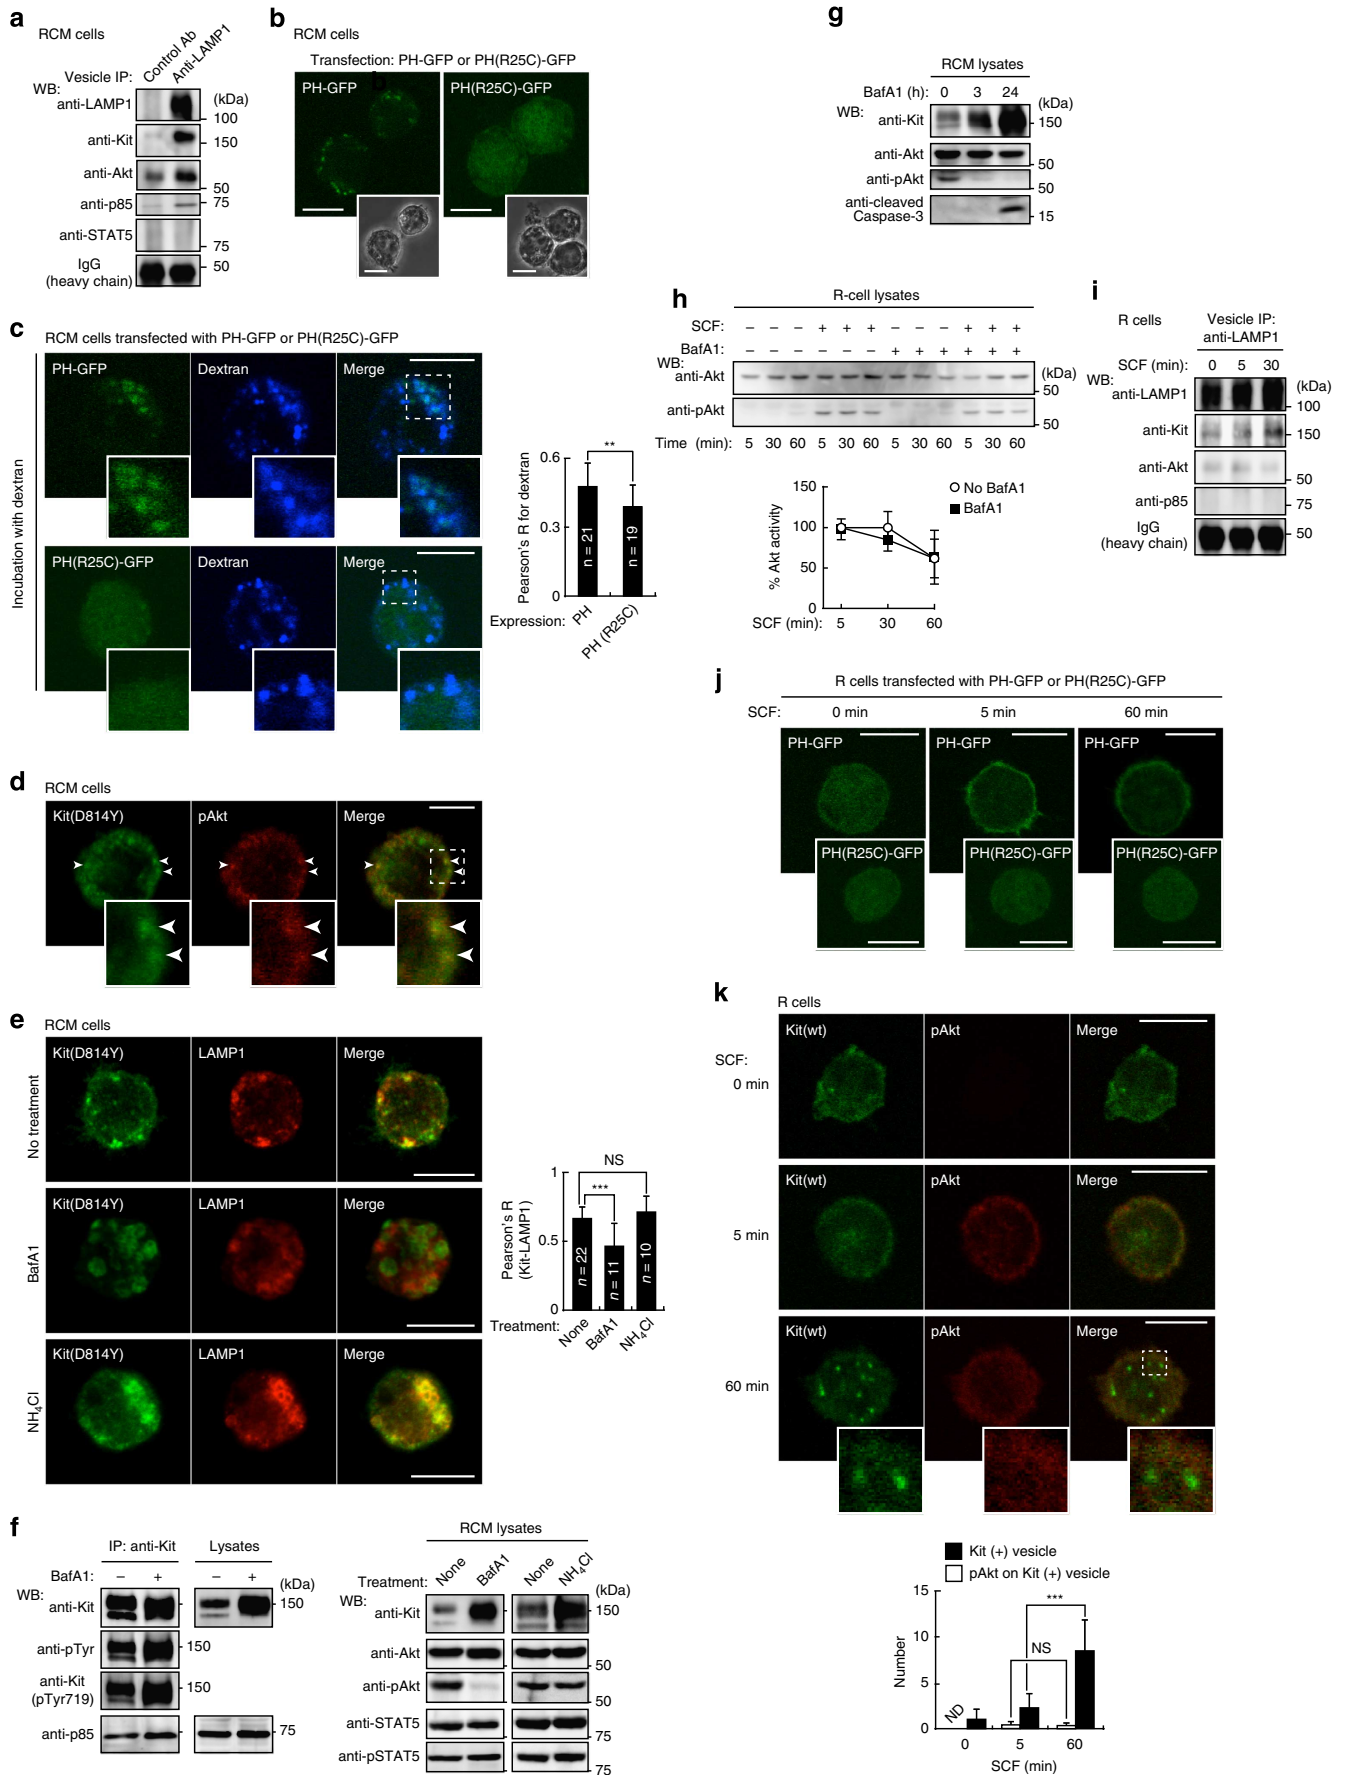 a
RCM cells
Vesicle IP:
Control Ab
Anti-LAMP1
WB:
(kDa)
anti-LAMP1
100
anti-Kit
150
anti-Akt
50
anti-p85
75
anti-STAT5
75
IgG
(heavy chain)
50
b
RCM cells
Transfection: PH-GFP or PH(R25C)-GFP
b
PH-GFP
PH(R25C)-GFP
c
RCM cells transfected with PH-GFP or PH(R25C)-GFP
Incubation with dextran
PH-GFP
Dextran
Merge
PH(R25C)-GFP
Dextran
Merge
Pearson's R for dextran
0.6
0.3
0
**
n = 21
n = 19
Expression:
PH
PH (R25C)
d
RCM cells
Kit(D814Y)
pAkt
Merge
e
RCM cells
No treatment
Kit(D814Y)
LAMP1
Merge
BafA1
Kit(D814Y)
LAMP1
Merge
NH4Cl
Kit(D814Y)
LAMP1
Merge
Pearson's R
(Kit-LAMP1)
1
0.5
0
NS
***
n = 22
n = 11
n = 10
Treatment:
None
BafA1
NH4Cl
f
IP: anti-Kit
Lysates
BafA1:
– +
– +
WB:
(kDa)
anti-Kit
150
anti-pTyr
150
anti-Kit
(pTyr719)
150
anti-p85
75
RCM lysates
Treatment:
None
BafA1
None
NH4Cl
WB:
(kDa)
anti-Kit
150
anti-Akt
50
anti-pAkt
50
anti-STAT5
75
anti-pSTAT5
75
g
RCM lysates
BafA1 (h): 0 3 24
WB:
(kDa)
anti-Kit
150
anti-Akt
50
anti-pAkt
50
anti-cleaved
Caspase-3
15
h
R-cell lysates
SCF: – – – + + + – – – + + +
BafA1: – – – – – – + + + + + +
WB:
(kDa)
anti-Akt
50
anti-pAkt
50
Time (min): 5 30 60 5 30 60 5 30 60 5 30 60
% Akt activity
150
100
50
0
No BafA1
BafA1
SCF (min): 5 30 60
i
R cells
Vesicle IP:
anti-LAMP1
SCF (min): 0 5 30
WB:
(kDa)
anti-LAMP1
100
anti-Kit
150
anti-Akt
50
anti-p85
75
IgG
(heavy chain)
50
j
R cells transfected with PH-GFP or PH(R25C)-GFP
SCF: 0 min 5 min 60 min
PH-GFP
PH-GFP
PH-GFP
PH(R25C)-GFP
PH(R25C)-GFP
PH(R25C)-GFP
k
R cells
SCF:
0 min
Kit(wt)
pAkt
Merge
5 min
Kit(wt)
pAkt
Merge
60 min
Kit(wt)
pAkt
Merge
Kit (+) vesicle
pAkt on Kit (+) vesicle
Number
15
10
5
0
***
NS
ND
0 5 60
SCF (min)